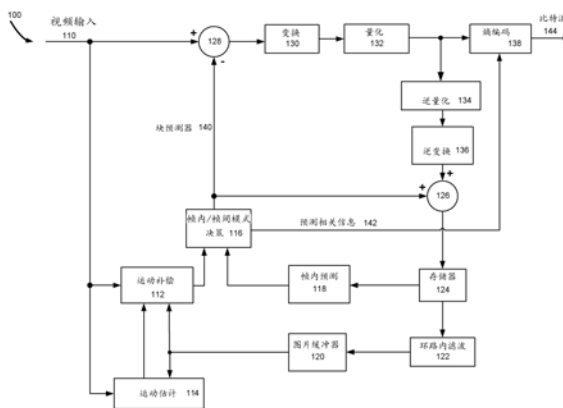 100
视频输入
110
128
变换
130
量化
132
熵编码
138
比特流
144
逆量化 134
逆变换 136
块预测器 140
126
帧内/帧间模式
决策 116
预测相关信息 142
运动补偿
112
帧内预测
118
存储器
124
图片缓冲器
120
环路内滤波
122
运动估计 114